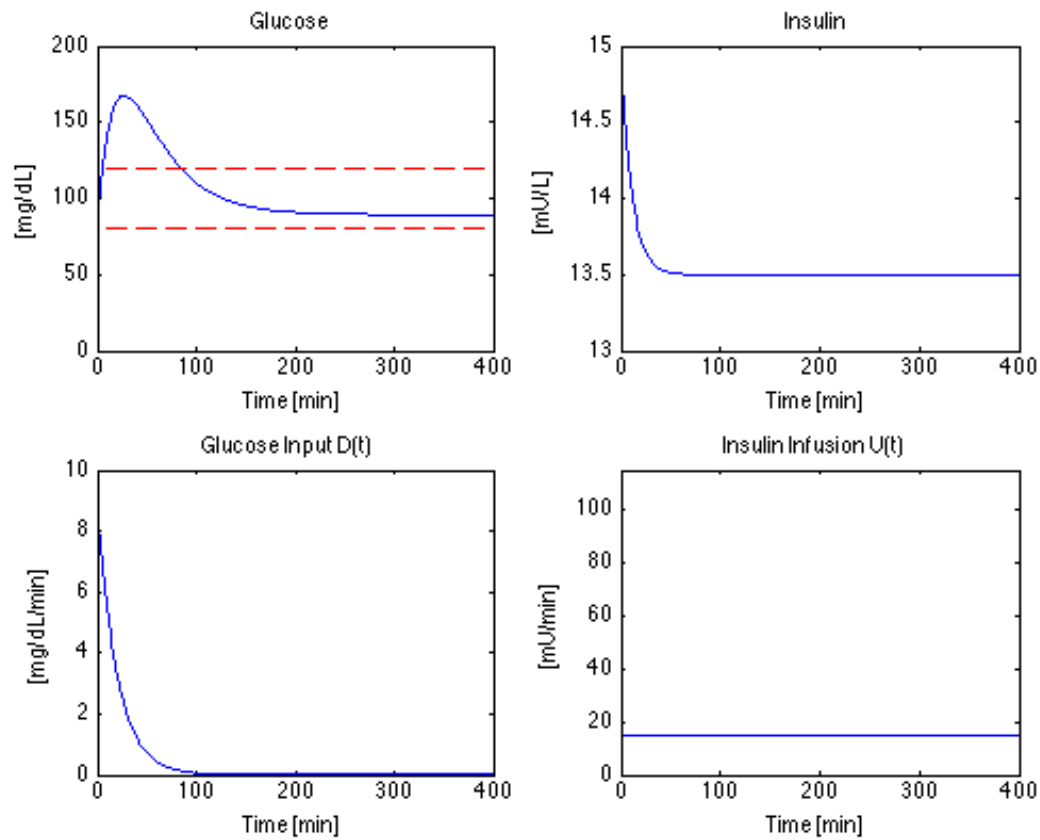 Glucose
200
150
100
50
0
[mg/dL]
0 100 200 300 400
Time [min]
Insulin
15
14.5
14
13.5
13
[mU/L]
0 100 200 300 400
Time [min]
Glucose Input D(t)
10
8
6
4
2
0
[mg/dL/min]
0 100 200 300 400
Time [min]
Insulin Infusion U(t)
100
80
60
40
20
0
[mU/min]
0 100 200 300 400
Time [min]